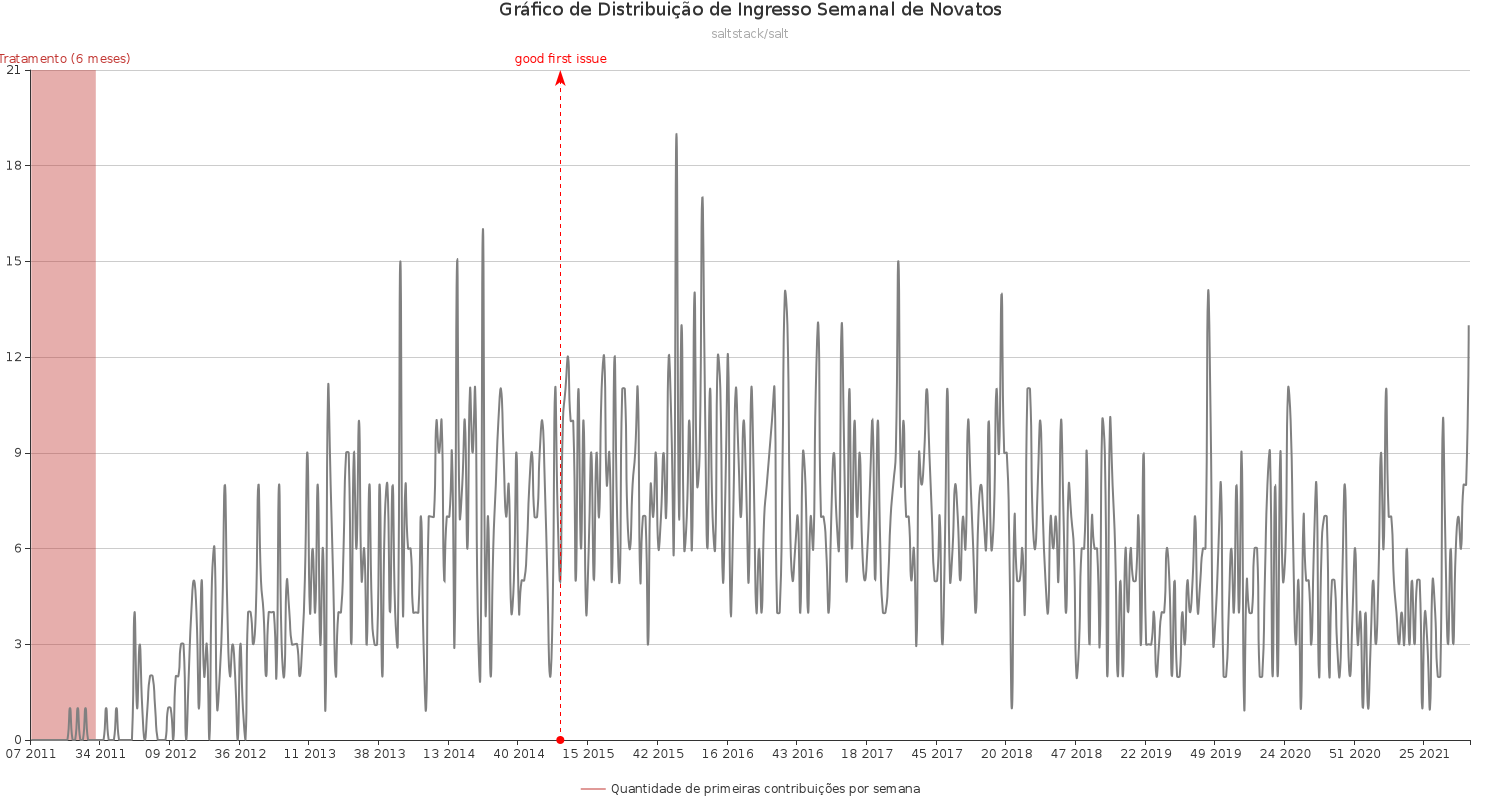 Gráfico de Distribuição de Ingresso Semanal de Novatos
saltstack/salt
Tratamento (6 meses)
good first issue
21
18
15
12
9
6
3
0
07 2011 34 2011 09 2012 36 2012 11 2013 38 2013 13 2014 40 2014 15 2015 42 2015 16 2016 43 2016 18 2017 45 2017 20 2018 47 2018 22 2019 49 2019 24 2020 51 2020 25 2021
Quantidade de primeiras contribuições por semana